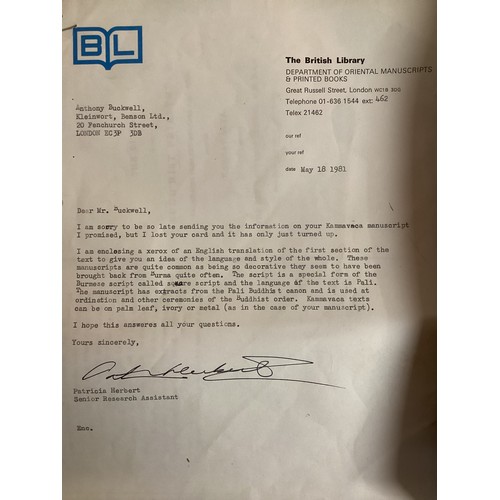 BL
The British Library
DEPARTMENT OF ORIENTAL MANUSCRIPTS
& PRINTED BOOKS
Great Russell Street, London WC1B 3DG
Telephone 01-636 1544 ext: 462
Telex 21462
our ref
your ref
date May 18 1981
Anthony Buckwell,
Kleinwort, Benson Ltd.,
20 Fenchurch Street,
LONDON EC3P 3DB
Dear Mr. Buckwell,
I am sorry to be so late sending you the information on your Kammavaca manuscript
I promised, but I lost your card and it has only just turned up.
I am enclosing a xerox of an English translation of the first section of the
text to give you an idea of the language and style of the whole. These
manuscripts are quite common as being so decorative they seem to have been
brought back from Burma quite often. The script is a special form of the
Burmese script called square script and the language of the text is Pali.
The manuscript has extracts from the Pali Buddhist canon and is used at
ordination and other ceremonies of the Buddhist order. Kammavaca texts
can be on palm leaf, ivory or metal (as in the case of your manuscript).
I hope this answeres all your questions.
Yours sincerely,
Patricia Herbert
Patricia Herbert
Senior Research Assistant
Enc.